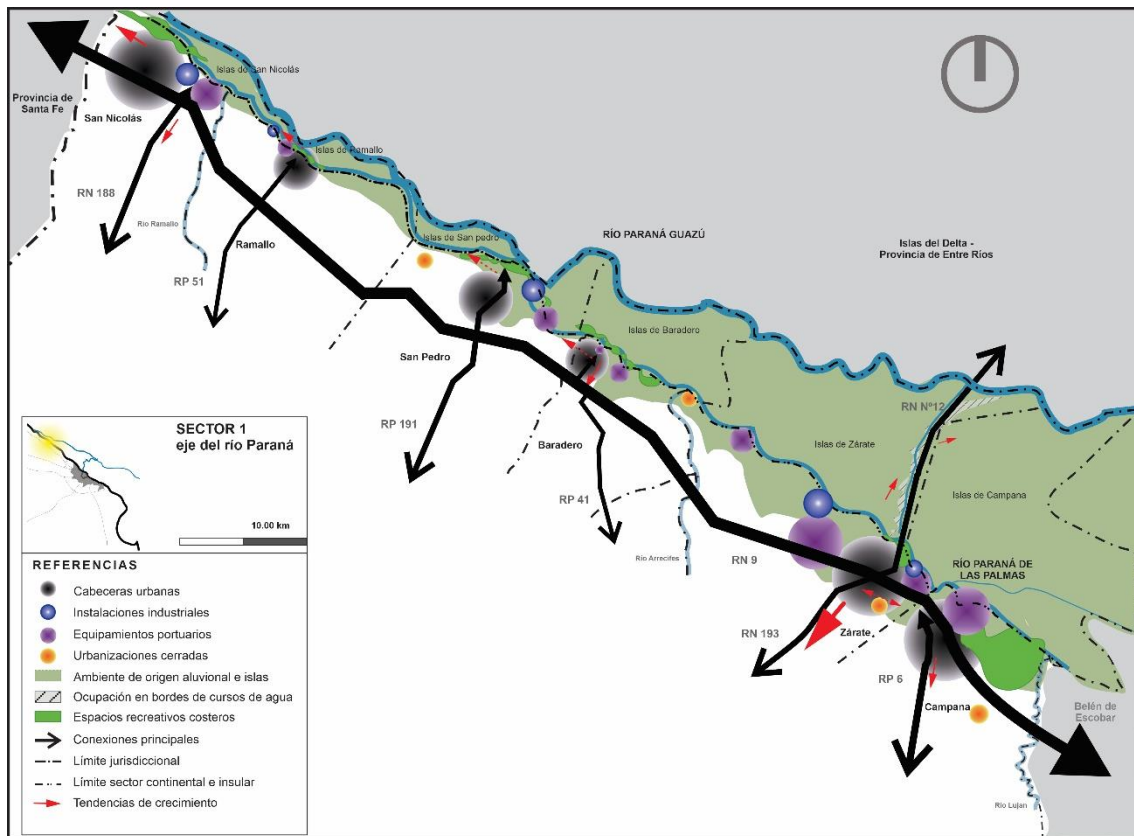 Islas de San Nicolás
Provincia de
Santa Fe
San Nicolás
Islas de Ramallo
RN 188
Río Ramallo
Ramallo
RP 51
Islas de San pedro
RÍO PARANÁ GUAZÚ
Islas del Delta -
Provincia de Entre Ríos
Islas de Baradero
San Pedro
RP 191
Baradero
RP 41
RN Nº12
Islas de Zárate
Islas de Campana
Río Arrecifes
RN 9
RÍO PARANÁ DE
LAS PALMAS
RN 193
Zárate
RP 6
Campana
Belén de
Escobar
Río Lujan
SECTOR 1
eje del río Paraná
10.00 km
REFERENCIAS
Cabeceras urbanas
Instalaciones industriales
Equipamientos portuarios
Urbanizaciones cerradas
Ambiente de origen aluvional e islas
Ocupación en bordes de cursos de agua
Espacios recreativos costeros
Conexiones principales
Límite jurisdiccional
Límite sector continental e insular
Tendencias de crecimiento